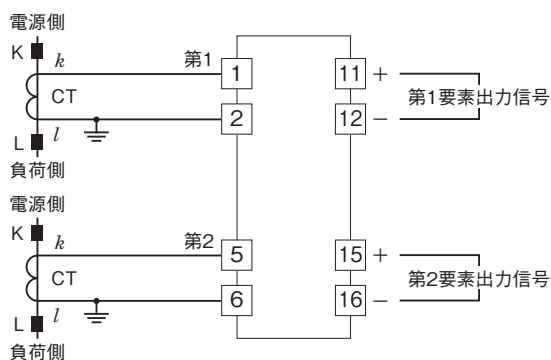 電源側
K k 第1 1 11 +
CT 第1要素出力信号
2 12 −
L l
負荷側
電源側
K k 第2 5 15 +
CT 第2要素出力信号
6 16 −
L l
負荷側